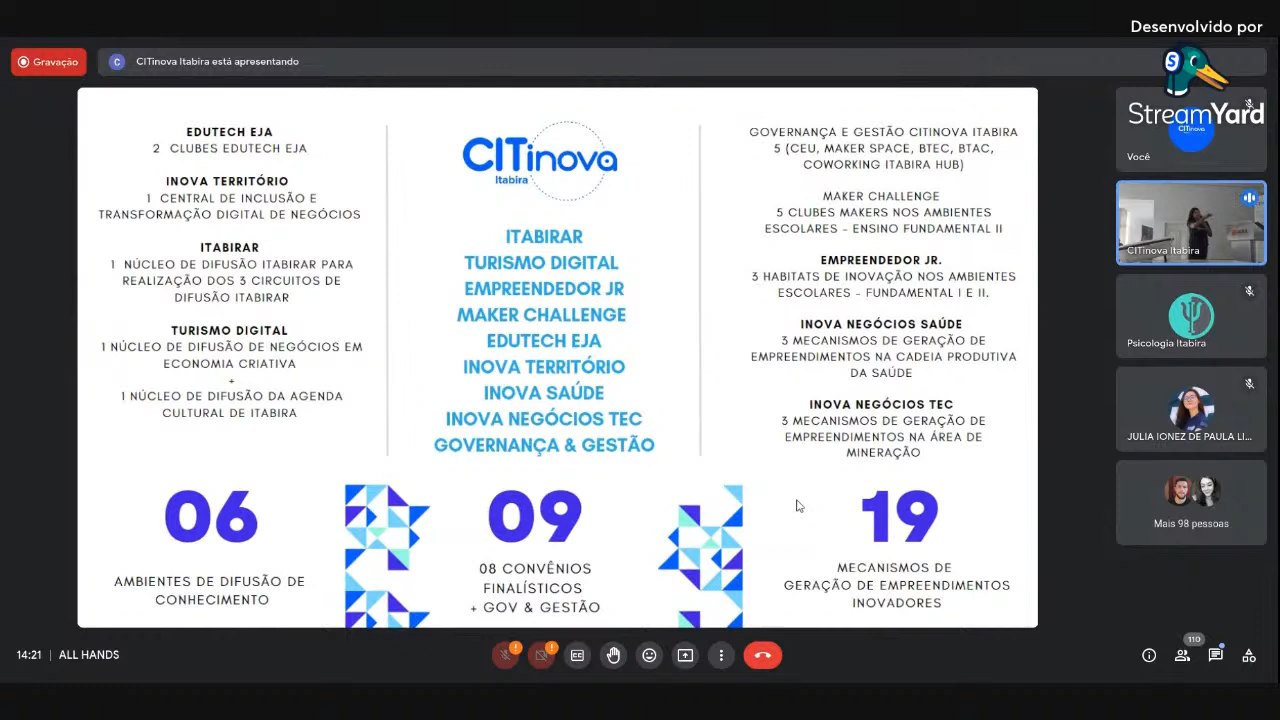 Desenvolvido por
StreamYard
Gravação
C
CITinova Itabira está apresentando
EDUTECH EJA
2 CLUBES EDUTECH EJA
INOVA TERRITÓRIO
1 CENTRAL DE INCLUSÃO E
TRANSFORMAÇÃO DIGITAL DE NEGÓCIOS
ITABIRAR
1 NÚCLEO DE DIFUSÃO ITABIRAR PARA
REALIZAÇÃO DOS 3 CIRCUITOS DE
DIFUSÃO ITABIRAR
TURISMO DIGITAL
1 NÚCLEO DE DIFUSÃO DE NEGÓCIOS EM
ECONOMIA CRIATIVA
+
1 NÚCLEO DE DIFUSÃO DA AGENDA
CULTURAL DE ITABIRA
06
AMBIENTES DE DIFUSÃO DE
CONHECIMENTO
CITinova
Itabira
ITABIRAR
TURISMO DIGITAL
EMPREENDEDOR JR
MAKER CHALLENGE
EDUTECH EJA
INOVA TERRITÓRIO
INOVA SAÚDE
INOVA NEGÓCIOS TEC
GOVERNANÇA & GESTÃO
09
08 CONVÊNIOS
FINALÍSTICOS
+ GOV & GESTÃO
GOVERNANÇA E GESTÃO CITINOVA ITABIRA
5 (CEU, MAKER SPACE, BTEC, BTAC,
COWORKING ITABIRA HUB)
MAKER CHALLENGE
5 CLUBES MAKERS NOS AMBIENTES
ESCOLARES - ENSINO FUNDAMENTAL II
EMPREENDEDOR JR.
3 HABITATS DE INOVAÇÃO NOS AMBIENTES
ESCOLARES - FUNDAMENTAL I E II.
INOVA NEGÓCIOS SAÚDE
3 MECANISMOS DE GERAÇÃO DE
EMPREENDIMENTOS NA CADEIA PRODUTIVA
DA SAÚDE
INOVA NEGÓCIOS TEC
3 MECANISMOS DE GERAÇÃO DE
EMPREENDIMENTOS NA ÁREA DE
MINERAÇÃO
19
MECANISMOS DE
GERAÇÃO DE EMPREENDIMENTOS
INOVADORES
CITinova
Você
CITinova Itabira
Psicologia Itabira
JULIA IONEZ DE PAULA LI...
Mais 98 pessoas
14:21 | ALL HANDS
110